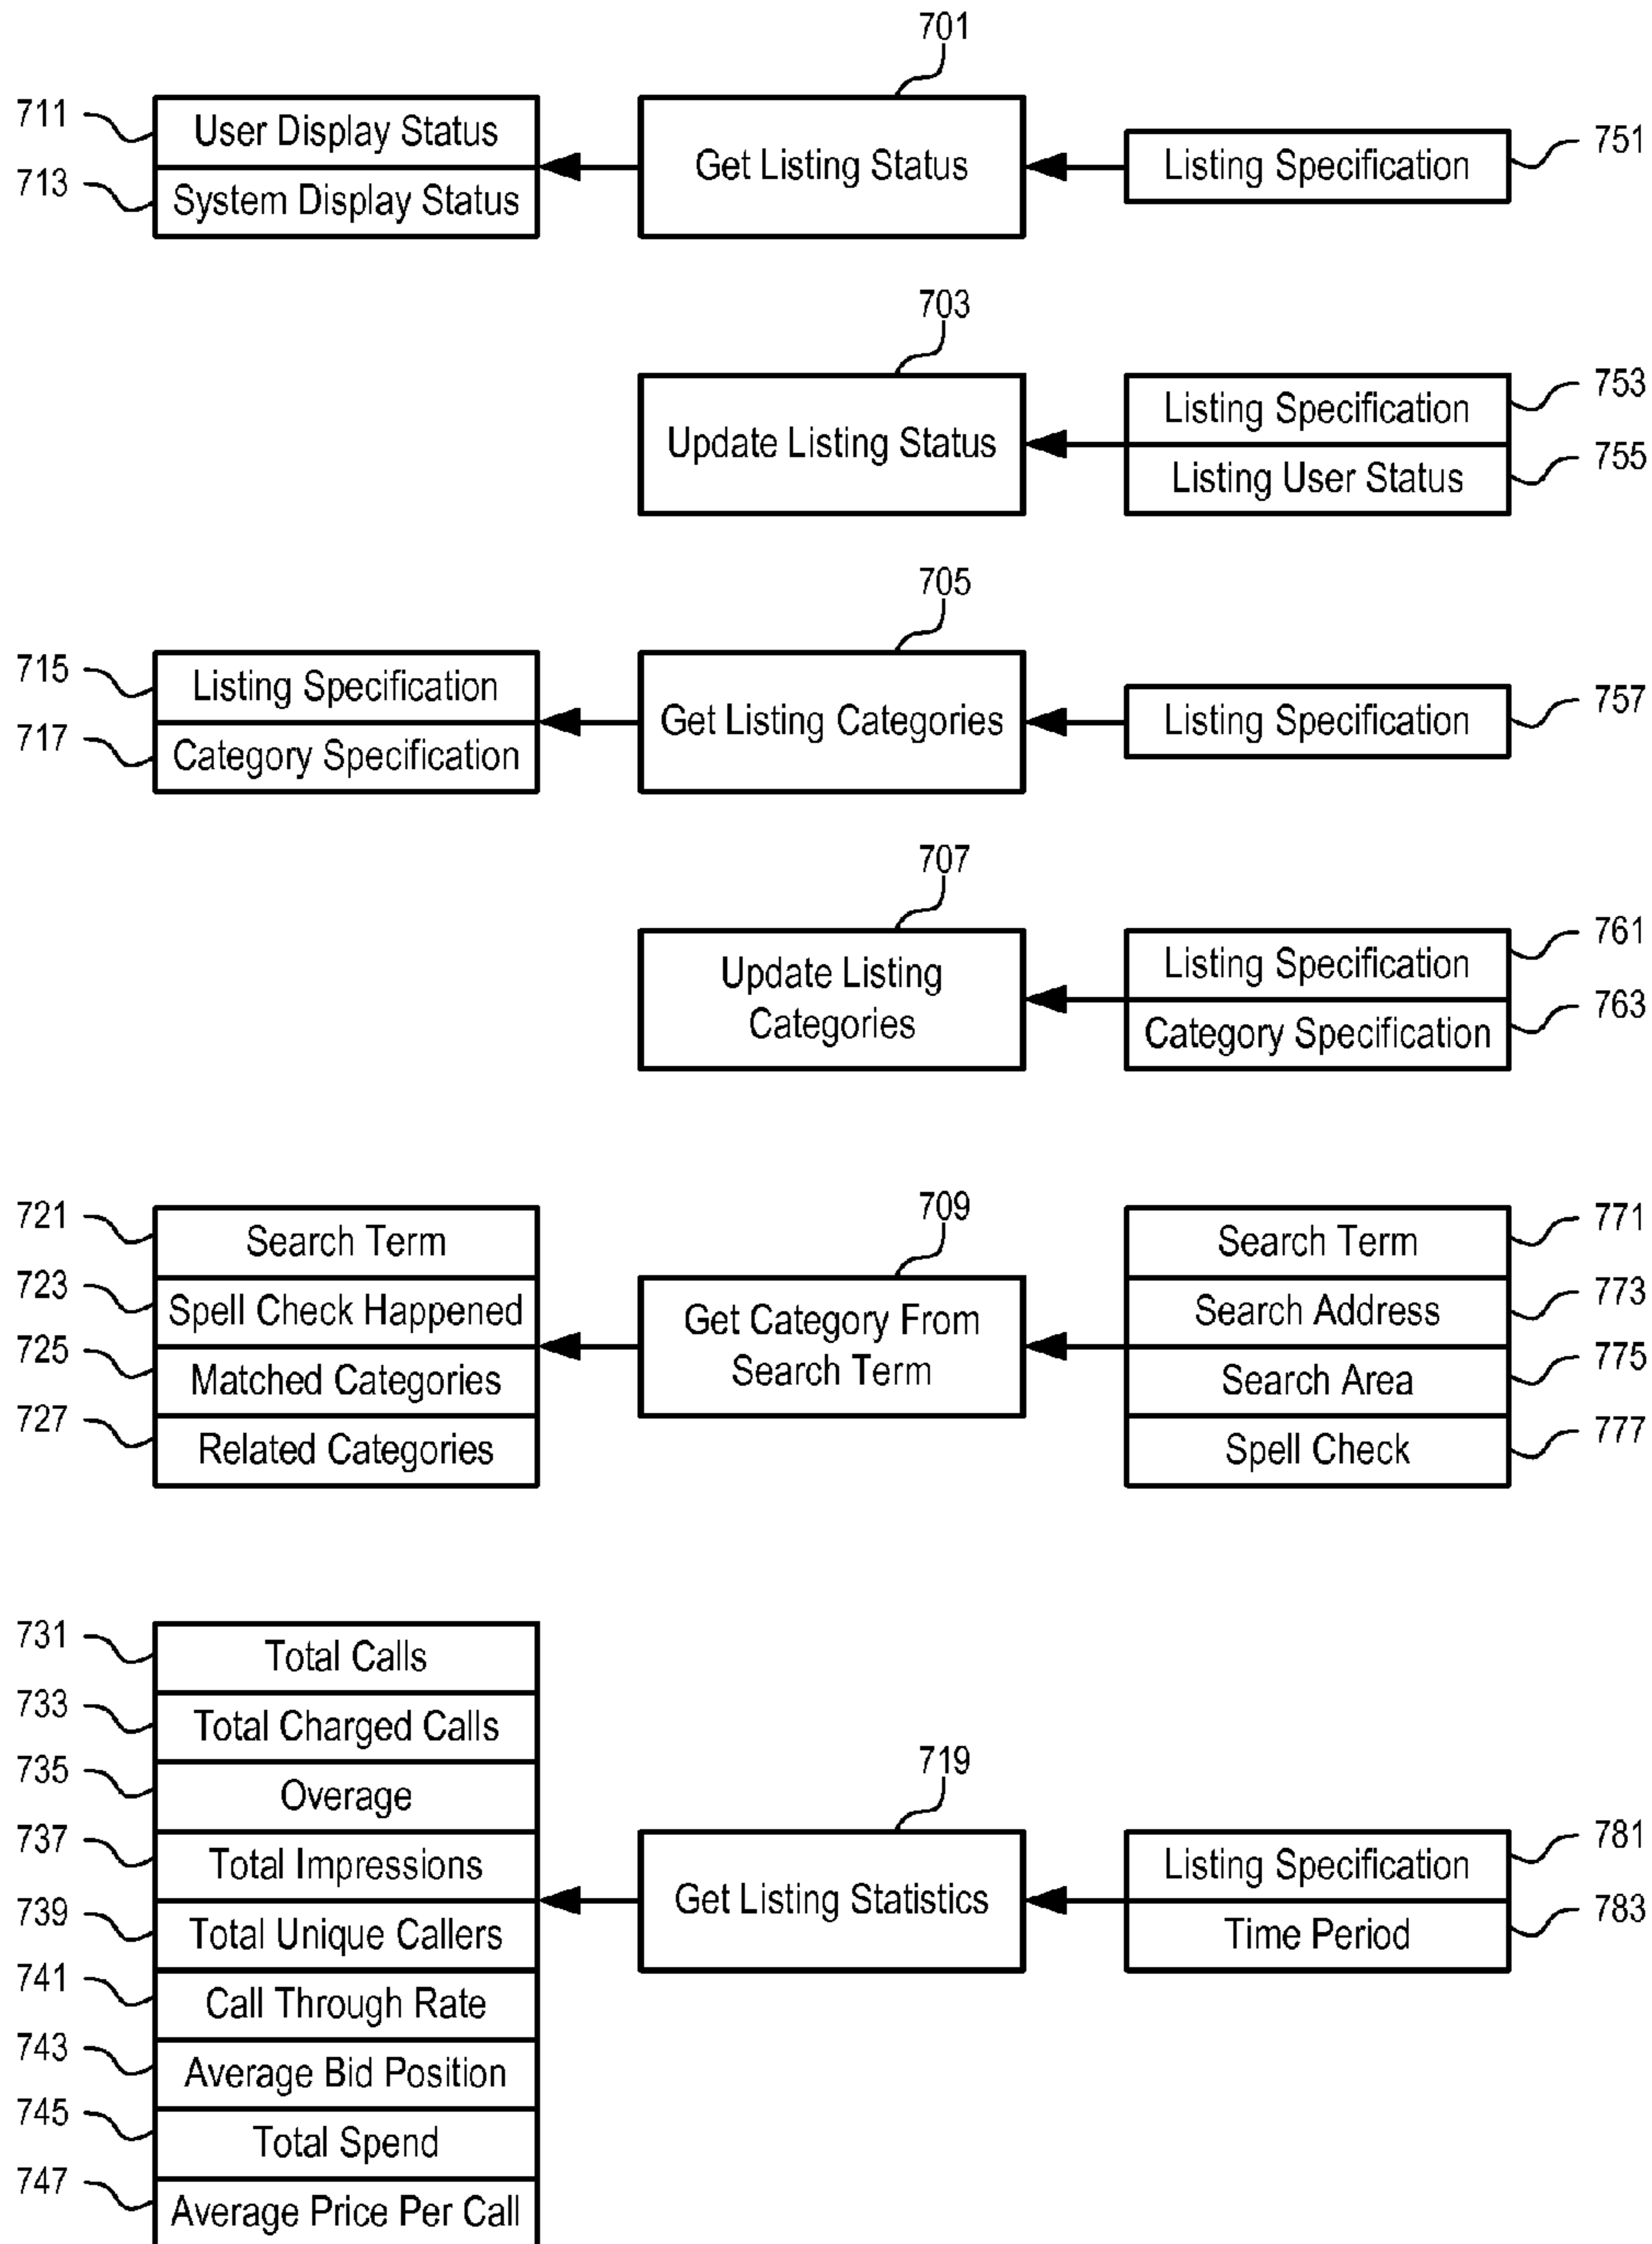 701
711
User Display Status
713
System Display Status
Get Listing Status
Listing Specification
751
703
Update Listing Status
Listing Specification
753
Listing User Status
755
705
715
Listing Specification
717
Category Specification
Get Listing Categories
Listing Specification
757
707
Update Listing
Categories
Listing Specification
761
Category Specification
763
721
Search Term
723
Spell Check Happened
725
Matched Categories
727
Related Categories
709
Get Category From
Search Term
Search Term
771
Search Address
773
Search Area
775
Spell Check
777
731
Total Calls
733
Total Charged Calls
735
Overage
737
Total Impressions
739
Total Unique Callers
741
Call Through Rate
743
Average Bid Position
745
Total Spend
747
Average Price Per Call
719
Get Listing Statistics
Listing Specification
781
Time Period
783